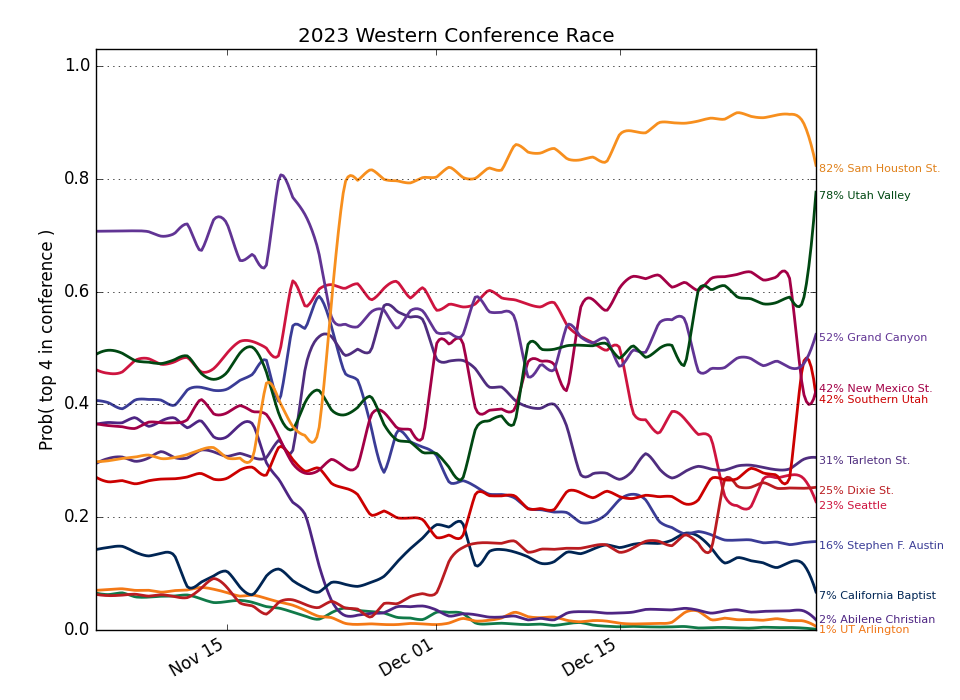 2023 Western Conference Race
Prob( top 4 in conference )
1.0
0.8
0.6
0.4
0.2
0.0
Nov 15
Dec 01
Dec 15
82% Sam Houston St.
78% Utah Valley
52% Grand Canyon
42% New Mexico St.
42% Southern Utah
31% Tarleton St.
25% Dixie St.
23% Seattle
16% Stephen F. Austin
7% California Baptist
2% Abilene Christian
1% UT Arlington